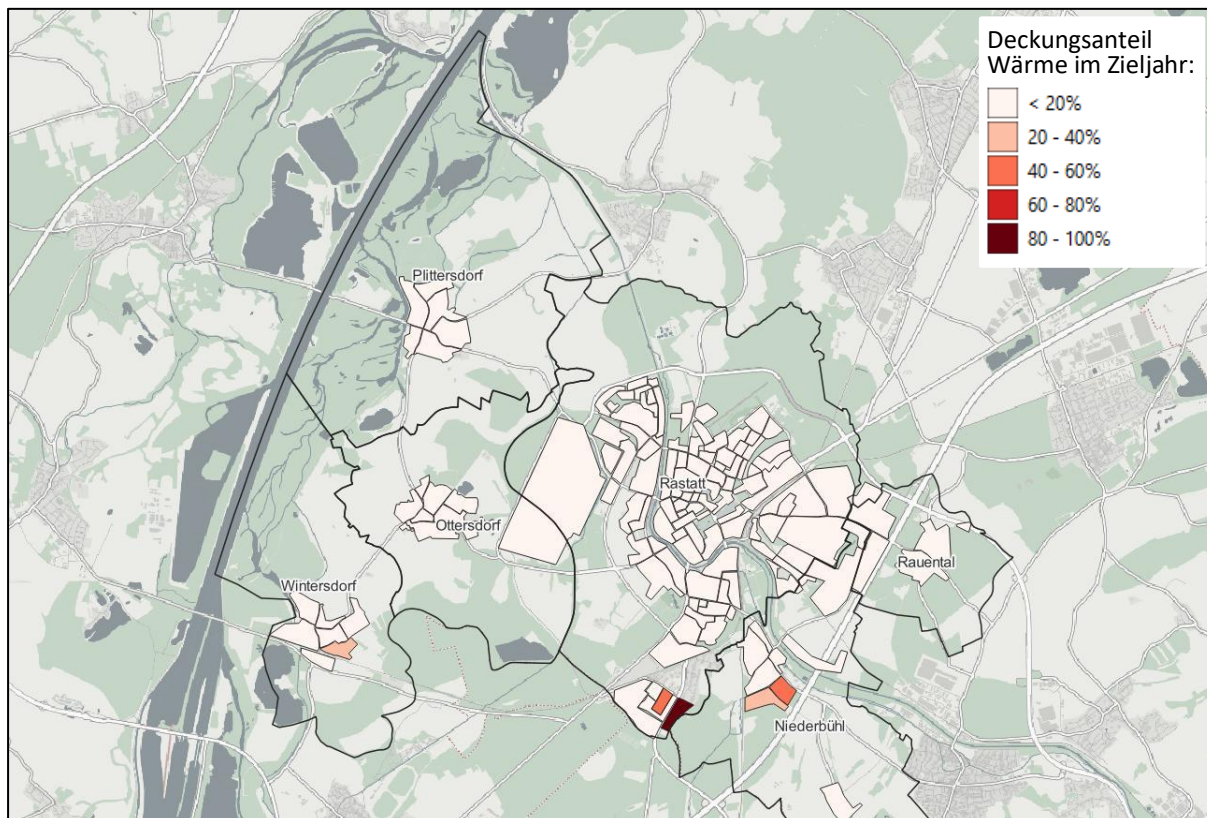 Deckungsanteil
Wärme im Zieljahr:
< 20%
20 - 40%
40 - 60%
60 - 80%
80 - 100%
Plittersdorf
Rastatt
Ottersdorf
Rauental
Wintersdorf
Niederbühl